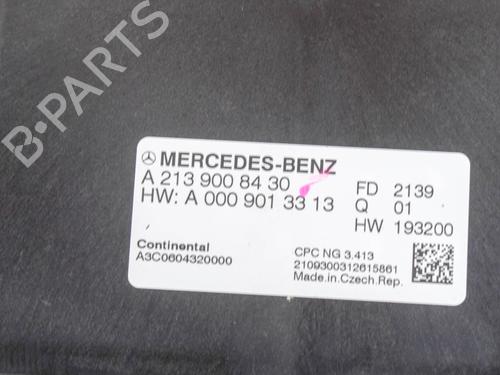 B-PARTS
MERCEDES-BENZ
A 213 900 84 30
HW: A 000 901 33 13
FD 2139
Q 01
HW 193200
Continental
A3C0604320000
CPC NG 3.413
2109300312615861
Made.in.Czech.Rep.